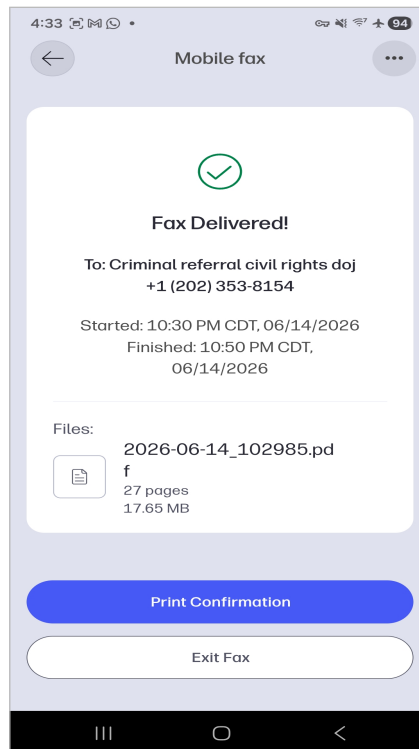 4:33
94
Mobile fax
Fax Delivered!
To: Criminal referral civil rights doj
+1 (202) 353-8154
Started: 10:30 PM CDT, 06/14/2026
Finished: 10:50 PM CDT,
06/14/2026
Files:
2026-06-14_102985.pd
f
27 pages
17.65 MB
Print Confirmation
Exit Fax